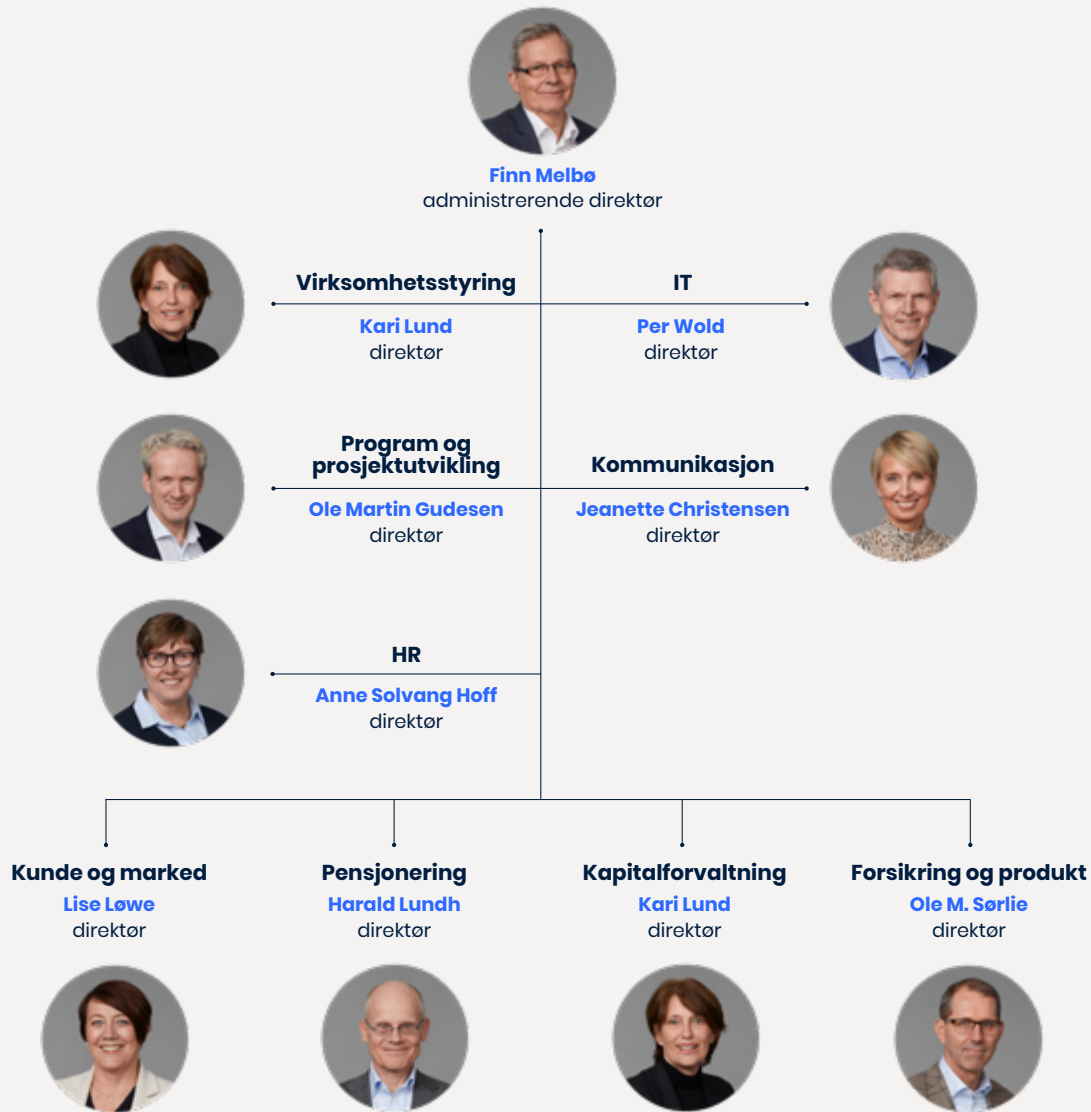 Finn Melbø
administrerende direktør
Virksomhetsstyring
Kari Lund
direktør
IT
Per Wold
direktør
Program og
prosjektutvikling
Ole Martin Gudesen
direktør
Kommunikasjon
Jeanette Christensen
direktør
HR
Anne Solvang Hoff
direktør
Kunde og marked
Lise Løwe
direktør
Pensjonering
Harald Lundh
direktør
Kapitalforvaltning
Kari Lund
direktør
Forsikring og produkt
Ole M. Sørlie
direktør